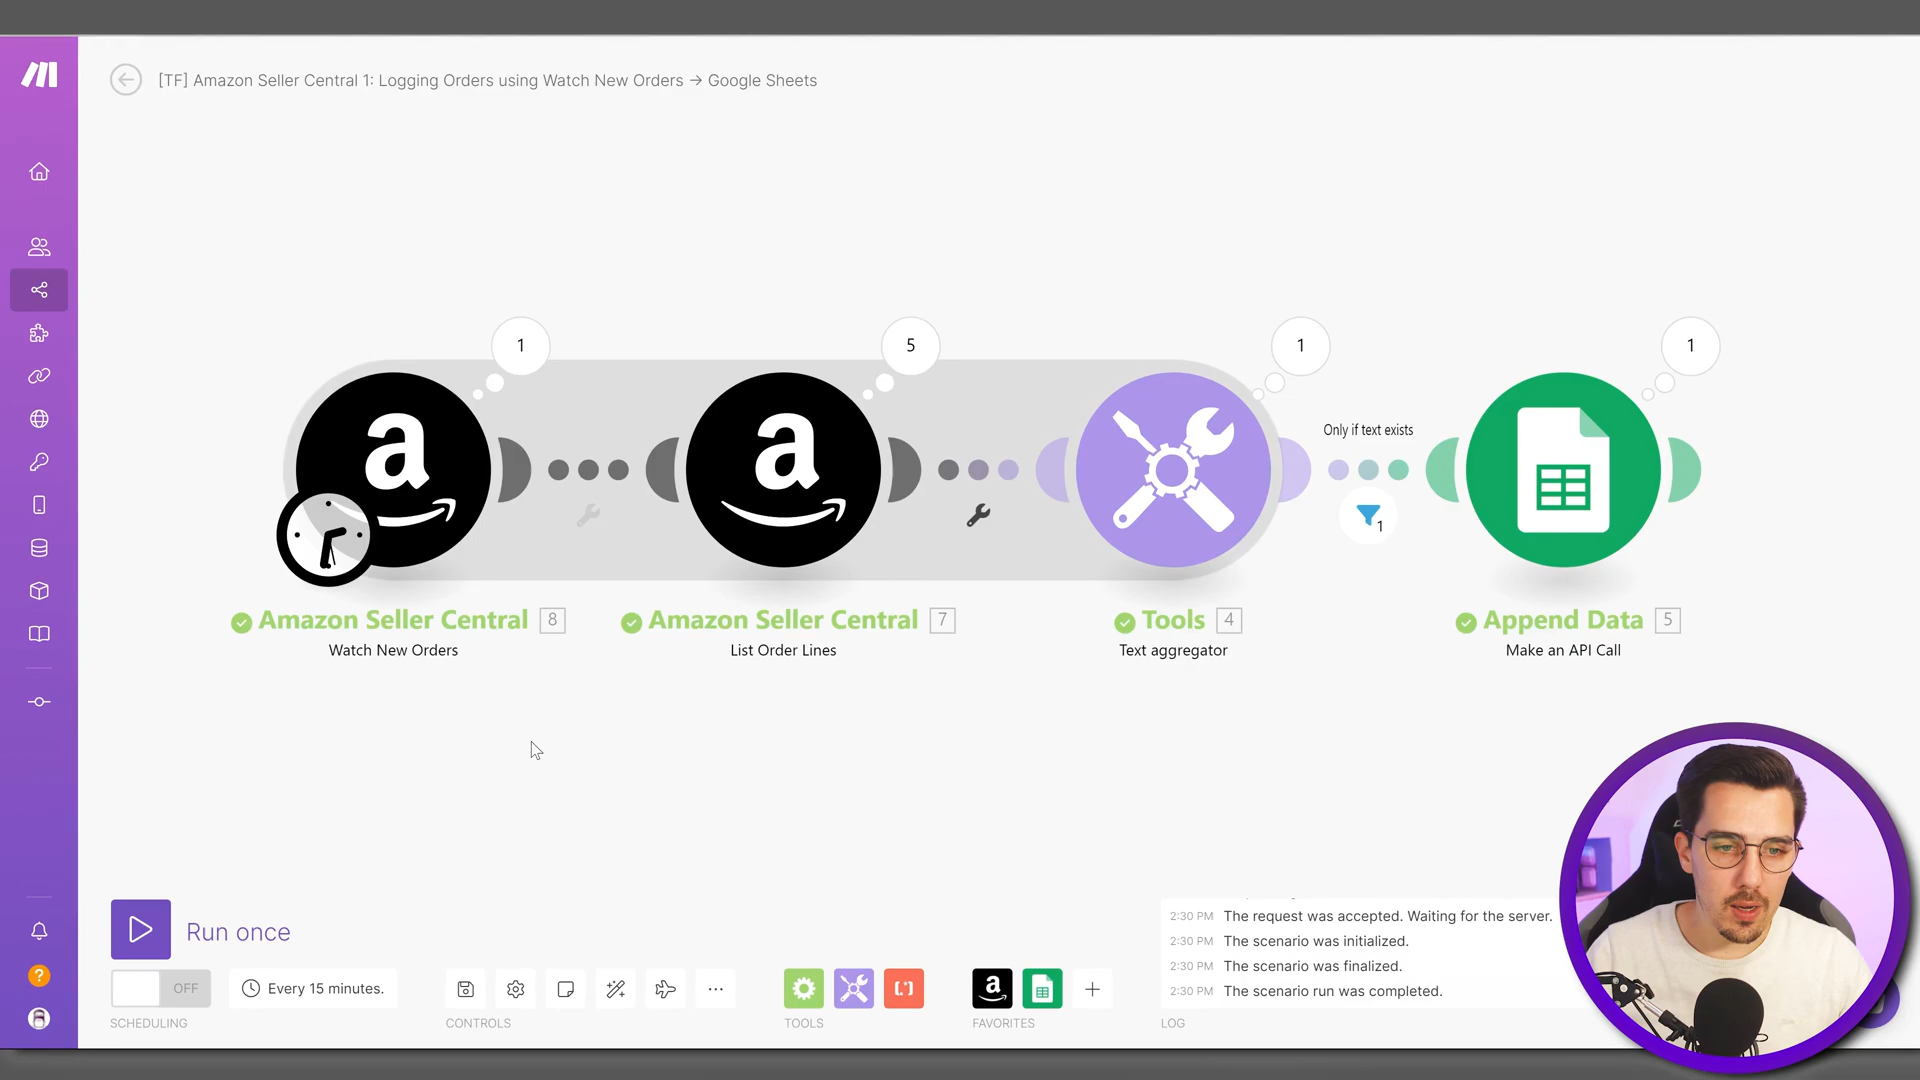 [TF] Amazon Seller Central 1: Logging Orders using Watch New Orders → Google Sheets
1
5
1
1
Only if text exists
1
Amazon Seller Central 8
Watch New Orders
Amazon Seller Central 7
List Order Lines
Tools 4
Text aggregator
Append Data 5
Make an API Call
Run once
OFF
Every 15 minutes.
SCHEDULING
CONTROLS
TOOLS
FAVORITES
2:30 PM The request was accepted. Waiting for the server.
2:30 PM The scenario was initialized.
2:30 PM The scenario was finalized.
2:30 PM The scenario run was completed.
LOG